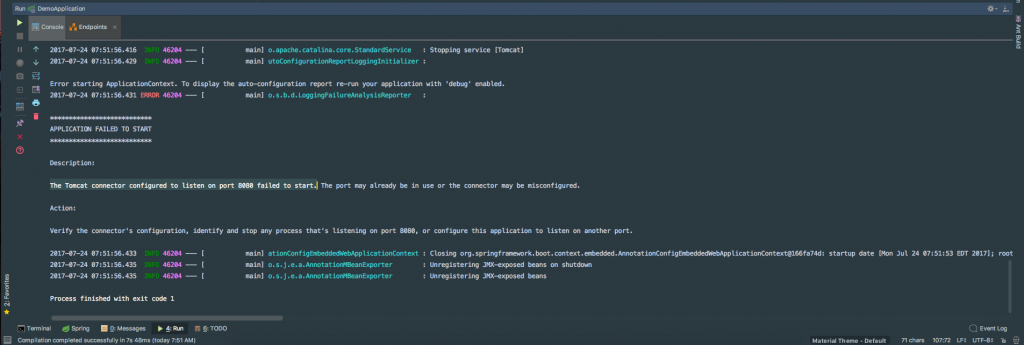 Run DemoApplication
Console Endpoints
2017-07-24 07:51:56.416 INFO 46204 --- [ main] o.apache.catalina.core.StandardService : Stopping service [Tomcat]
2017-07-24 07:51:56.429 INFO 46204 --- [ main] utoConfigurationReportLoggingInitializer :
Error starting ApplicationContext. To display the auto-configuration report re-run your application with 'debug' enabled.
2017-07-24 07:51:56.431 ERROR 46204 --- [ main] o.s.b.d.LoggingFailureAnalysisReporter :
***************************
APPLICATION FAILED TO START
***************************
Description:
The Tomcat connector configured to listen on port 8080 failed to start. The port may already be in use or the connector may be misconfigured.
Action:
Verify the connector's configuration, identify and stop any process that's listening on port 8080, or configure this application to listen on another port.
2017-07-24 07:51:56.433 INFO 46204 --- [ main] ationConfigEmbeddedWebApplicationContext : Closing org.springframework.boot.context.embedded.AnnotationConfigEmbeddedWebApplicationContext@166fa74d: startup date [Mon Jul 24 07:51:53 EDT 2017]; root
2017-07-24 07:51:56.435 INFO 46204 --- [ main] o.s.j.e.a.AnnotationMBeanExporter : Unregistering JMX-exposed beans on shutdown
2017-07-24 07:51:56.435 INFO 46204 --- [ main] o.s.j.e.a.AnnotationMBeanExporter : Unregistering JMX-exposed beans
Process finished with exit code 1
Ant Build
2: Favorites
Terminal Spring 0: Messages 4: Run 6: TODO Event Log
Compilation completed successfully in 7s 48ms (today 7:51 AM) Material Theme - Default 71 chars 107:72 LF÷ UTF-8÷